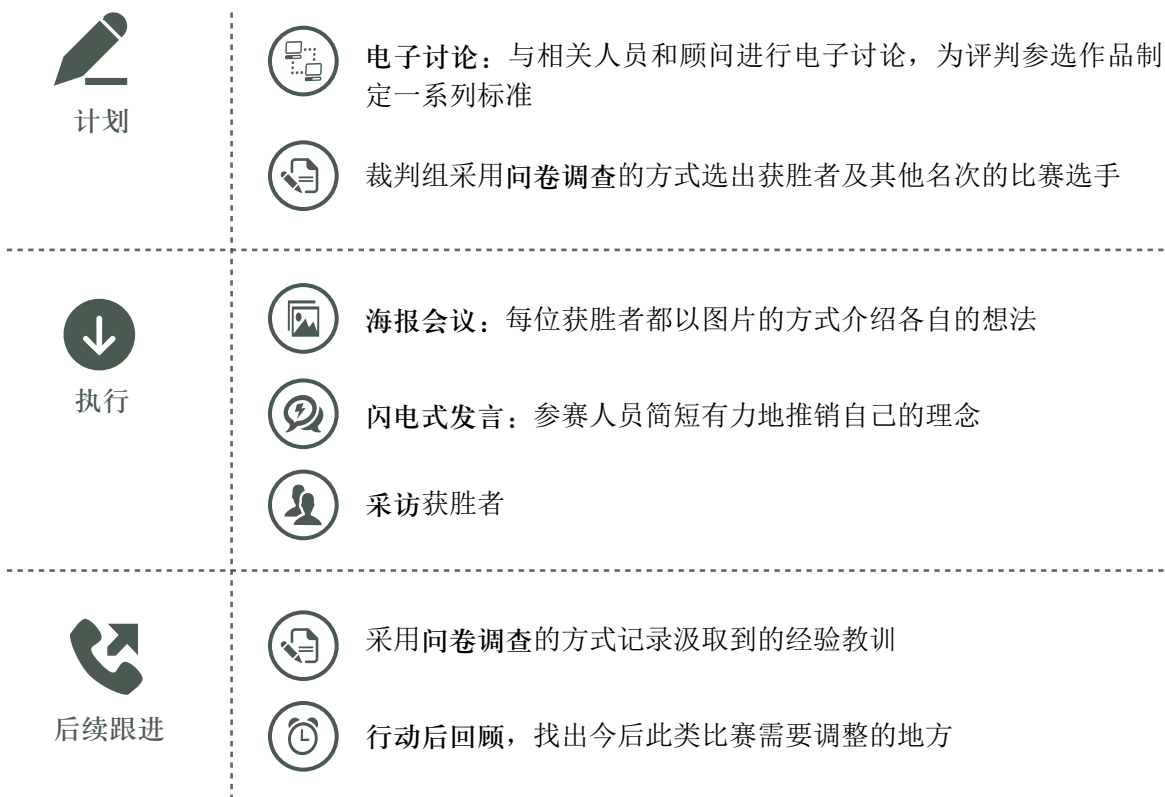 计划
电子讨论：与相关人员和顾问进行电子讨论，为评判参选作品制
定一系列标准
裁判组采用问卷调查的方式选出获胜者及其他名次的比赛选手
执行
海报会议：每位获胜者都以图片的方式介绍各自的想法
闪电式发言：参赛人员简短有力地推销自己的理念
采访获胜者
后续跟进
采用问卷调查的方式记录汲取到的经验教训
行动后回顾，找出今后此类比赛需要调整的地方